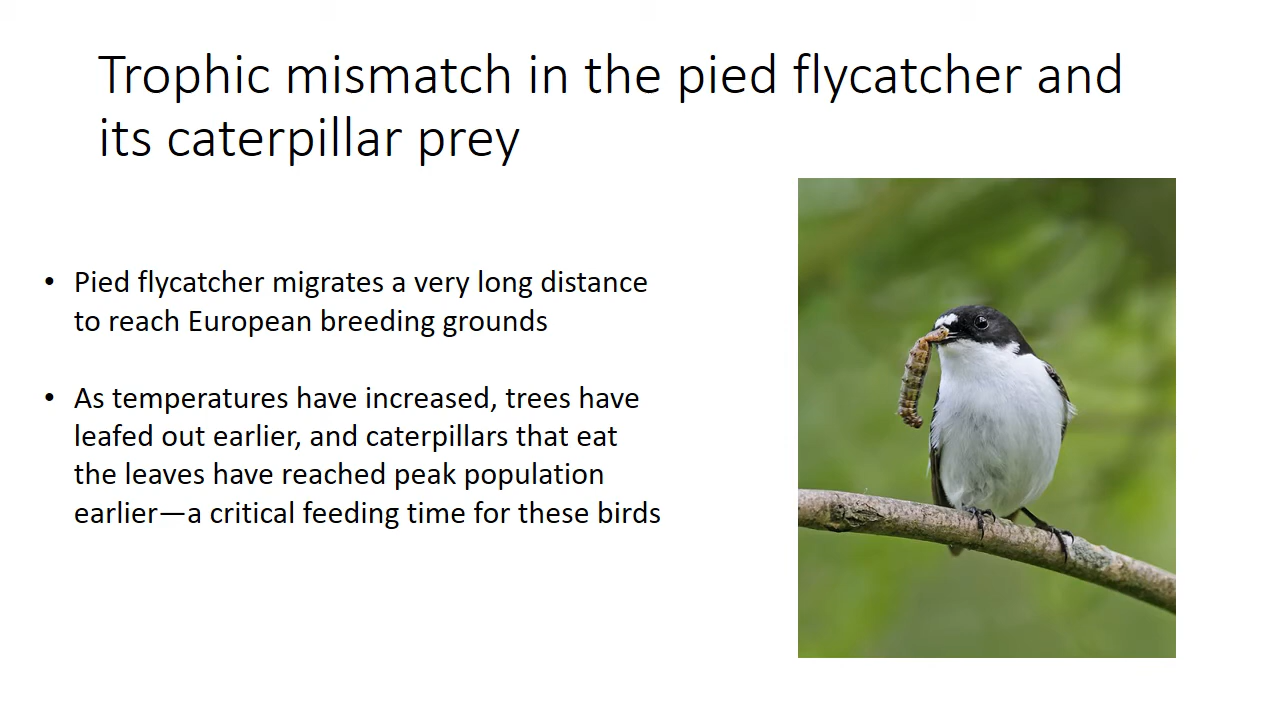 Trophic mismatch in the pied flycatcher and
its caterpillar prey
• Pied flycatcher migrates a very long distance
to reach European breeding grounds
• As temperatures have increased, trees have
leafed out earlier, and caterpillars that eat
the leaves have reached peak population
earlier—a critical feeding time for these birds